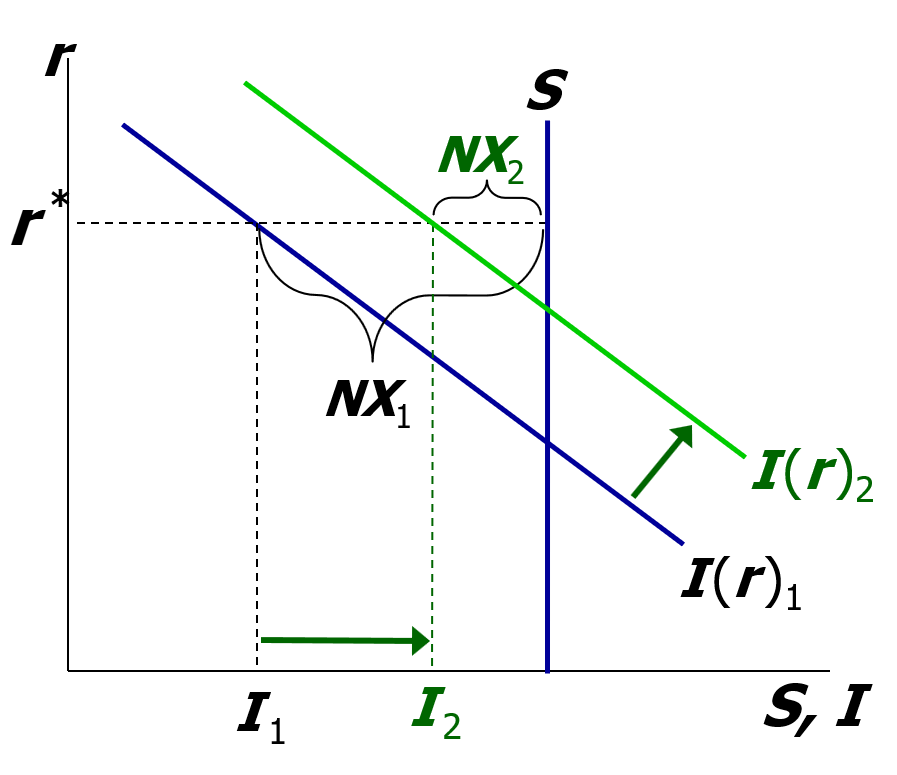 r
S
NX₂
r*
NX₁
I(r)₂
I(r)₁
I₁
I₂
S, I